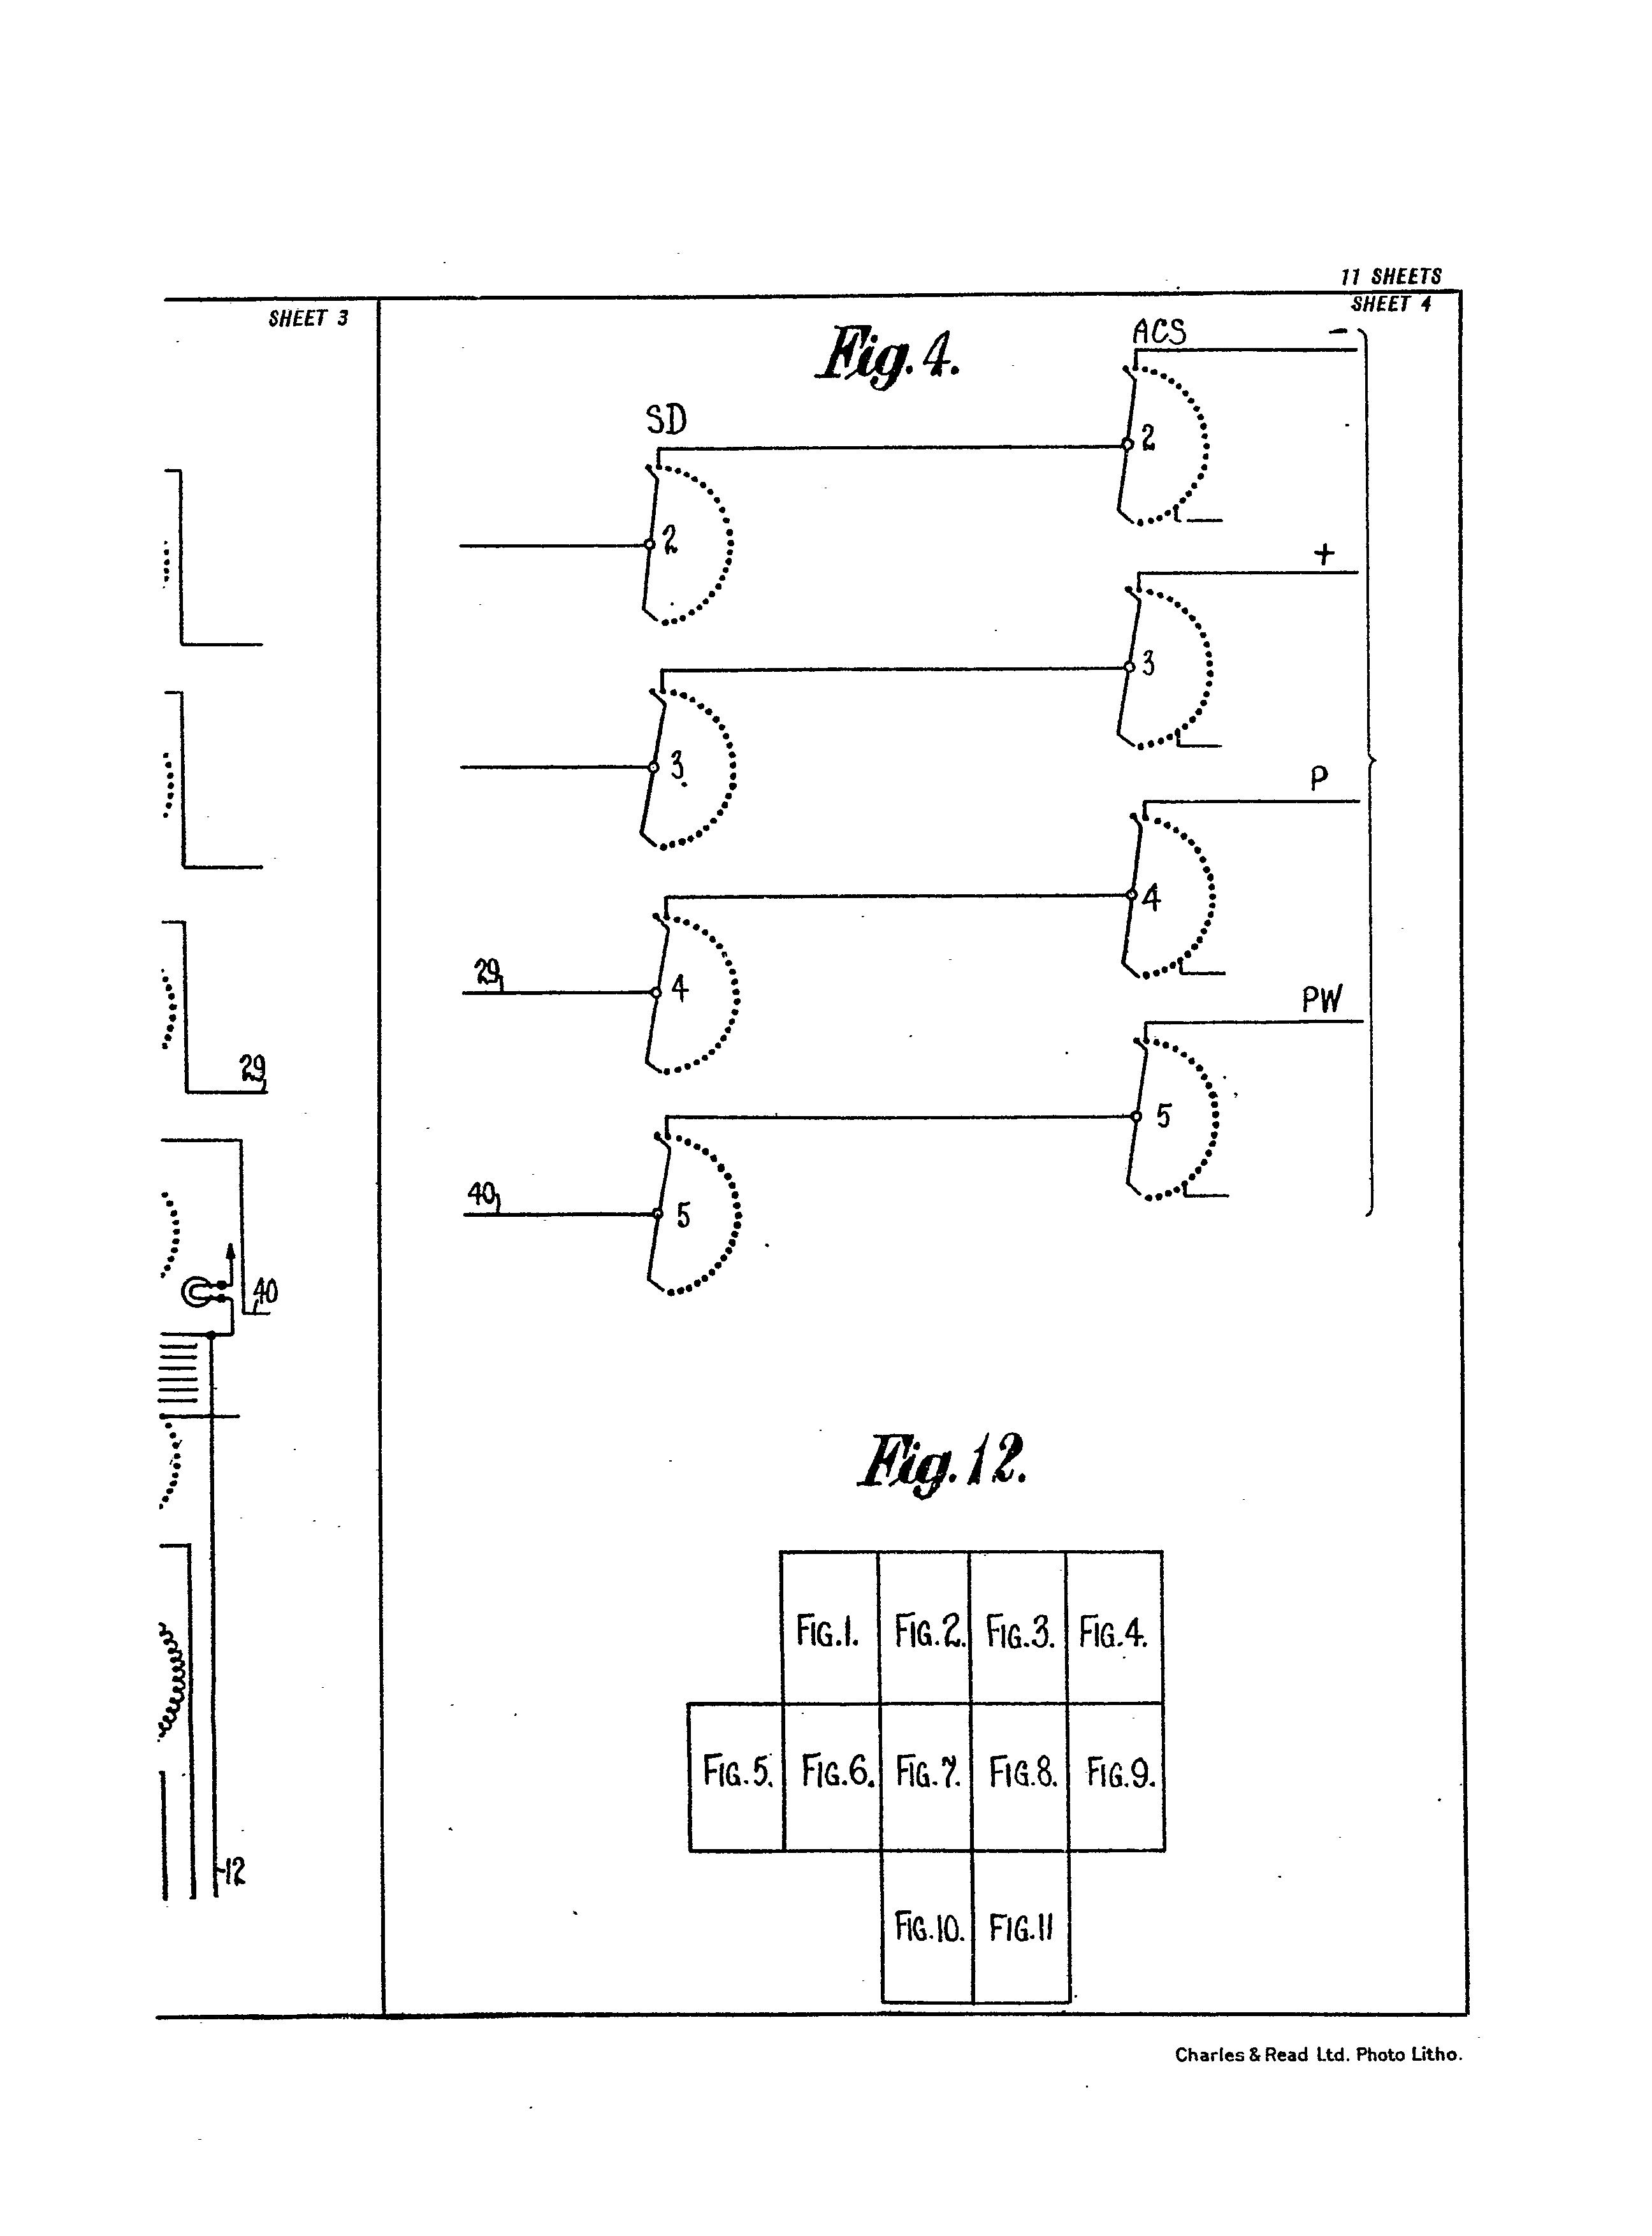 11 SHEETS
SHEET 3
SHEET 4
Fig. 4.
ACS
-
SD
2
2
+
3
3
P
4
29
4
29
PW
5
40
5
40
Fig. 12.
FIG.1. FIG.2. FIG.3. FIG.4.
FIG.5. FIG.6. FIG.7. FIG.8. FIG.9.
12
FIG.10. FIG.11
Charles & Read Ltd. Photo Litho.